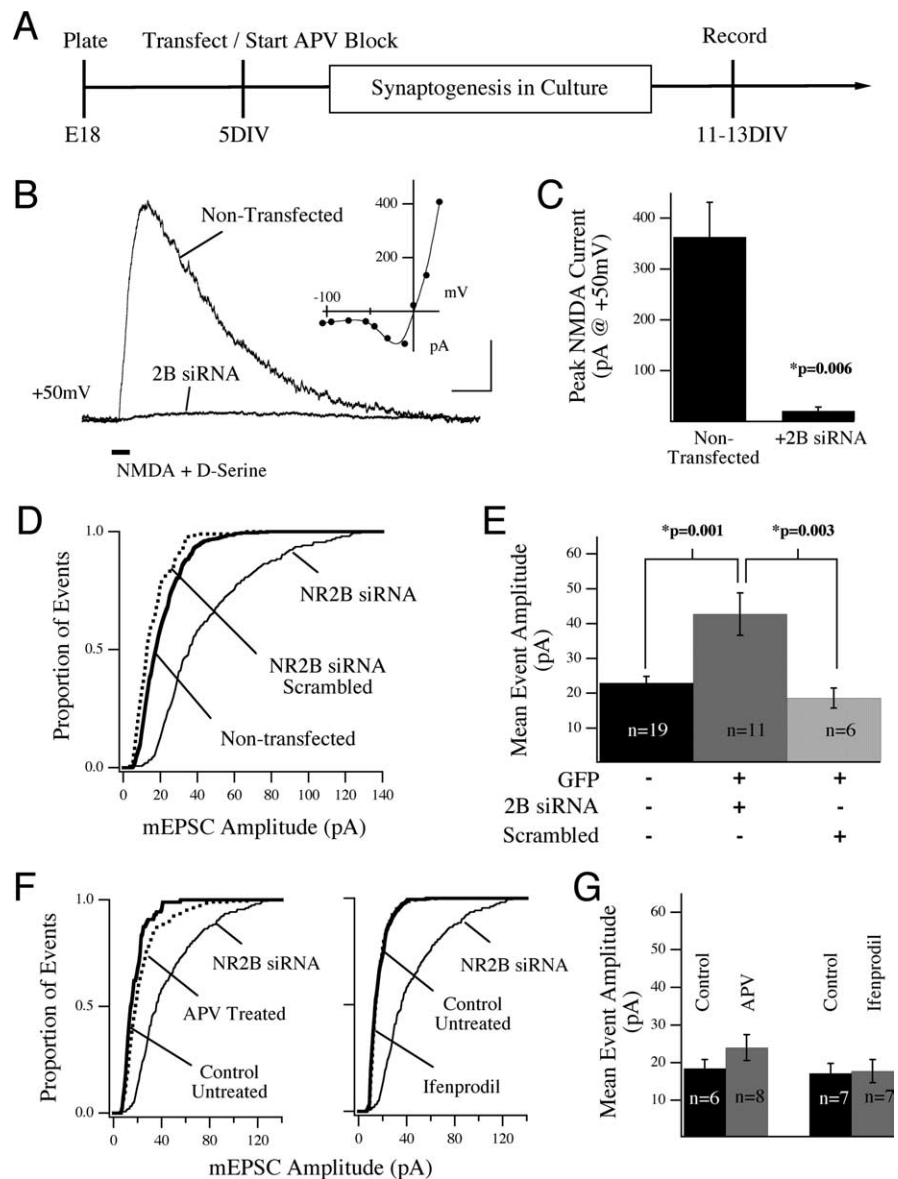 A
Plate
Transfect / Start APV Block
Record
Synaptogenesis in Culture
E18
5DIV
11-13DIV
B
Non-Transfected
2B siRNA
+50mV
NMDA + D-Serine
400
200
-100
mV
pA
C
Peak NMDA Current
(pA @ +50mV)
400
300
200
100
*p=0.006
Non-
Transfected
+2B siRNA
D
Proportion of Events
1.0
0.5
0.0
NR2B siRNA
NR2B siRNA
Scrambled
Non-transfected
0 20 40 60 80 100 120 140
mEPSC Amplitude (pA)
E
*p=0.001
*p=0.003
Mean Event Amplitude
(pA)
60
50
40
30
20
10
n=19
n=11
n=6
GFP - + +
2B siRNA - + -
Scrambled - - +
F
Proportion of Events
1.0
0.5
0.0
NR2B siRNA
APV Treated
Control
Untreated
0 40 80 120
NR2B siRNA
Control
Untreated
Ifenprodil
0 40 80 120
mEPSC Amplitude (pA)
G
Mean Event Amplitude
(pA)
60
50
40
30
20
10
Control
APV
Control
Ifenprodil
n=6
n=8
n=7
n=7